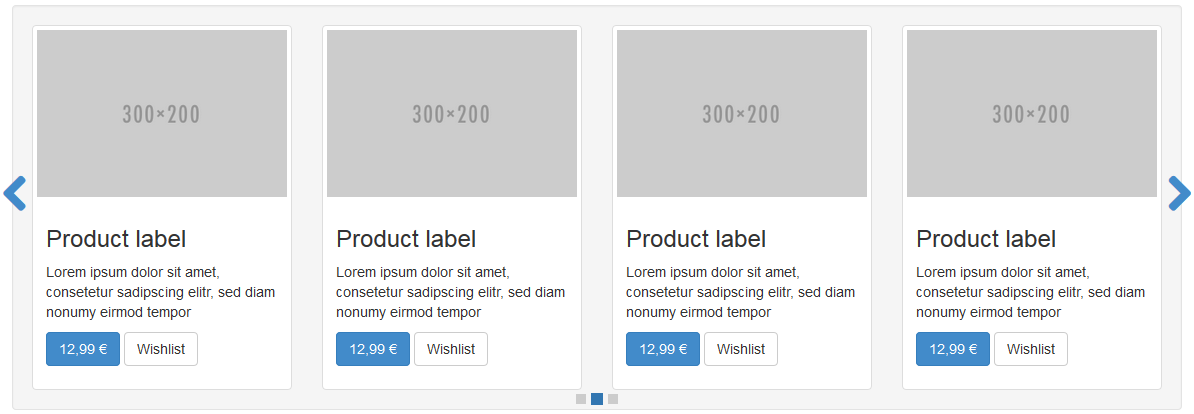 300×200
300×200
300×200
300×200
Product label
Lorem ipsum dolor sit amet,
consetetur sadipscing elitr, sed diam
nonumy eirmod tempor
12,99 € Wishlist
Product label
Lorem ipsum dolor sit amet,
consetetur sadipscing elitr, sed diam
nonumy eirmod tempor
12,99 € Wishlist
Product label
Lorem ipsum dolor sit amet,
consetetur sadipscing elitr, sed diam
nonumy eirmod tempor
12,99 € Wishlist
Product label
Lorem ipsum dolor sit amet,
consetetur sadipscing elitr, sed diam
nonumy eirmod tempor
12,99 € Wishlist